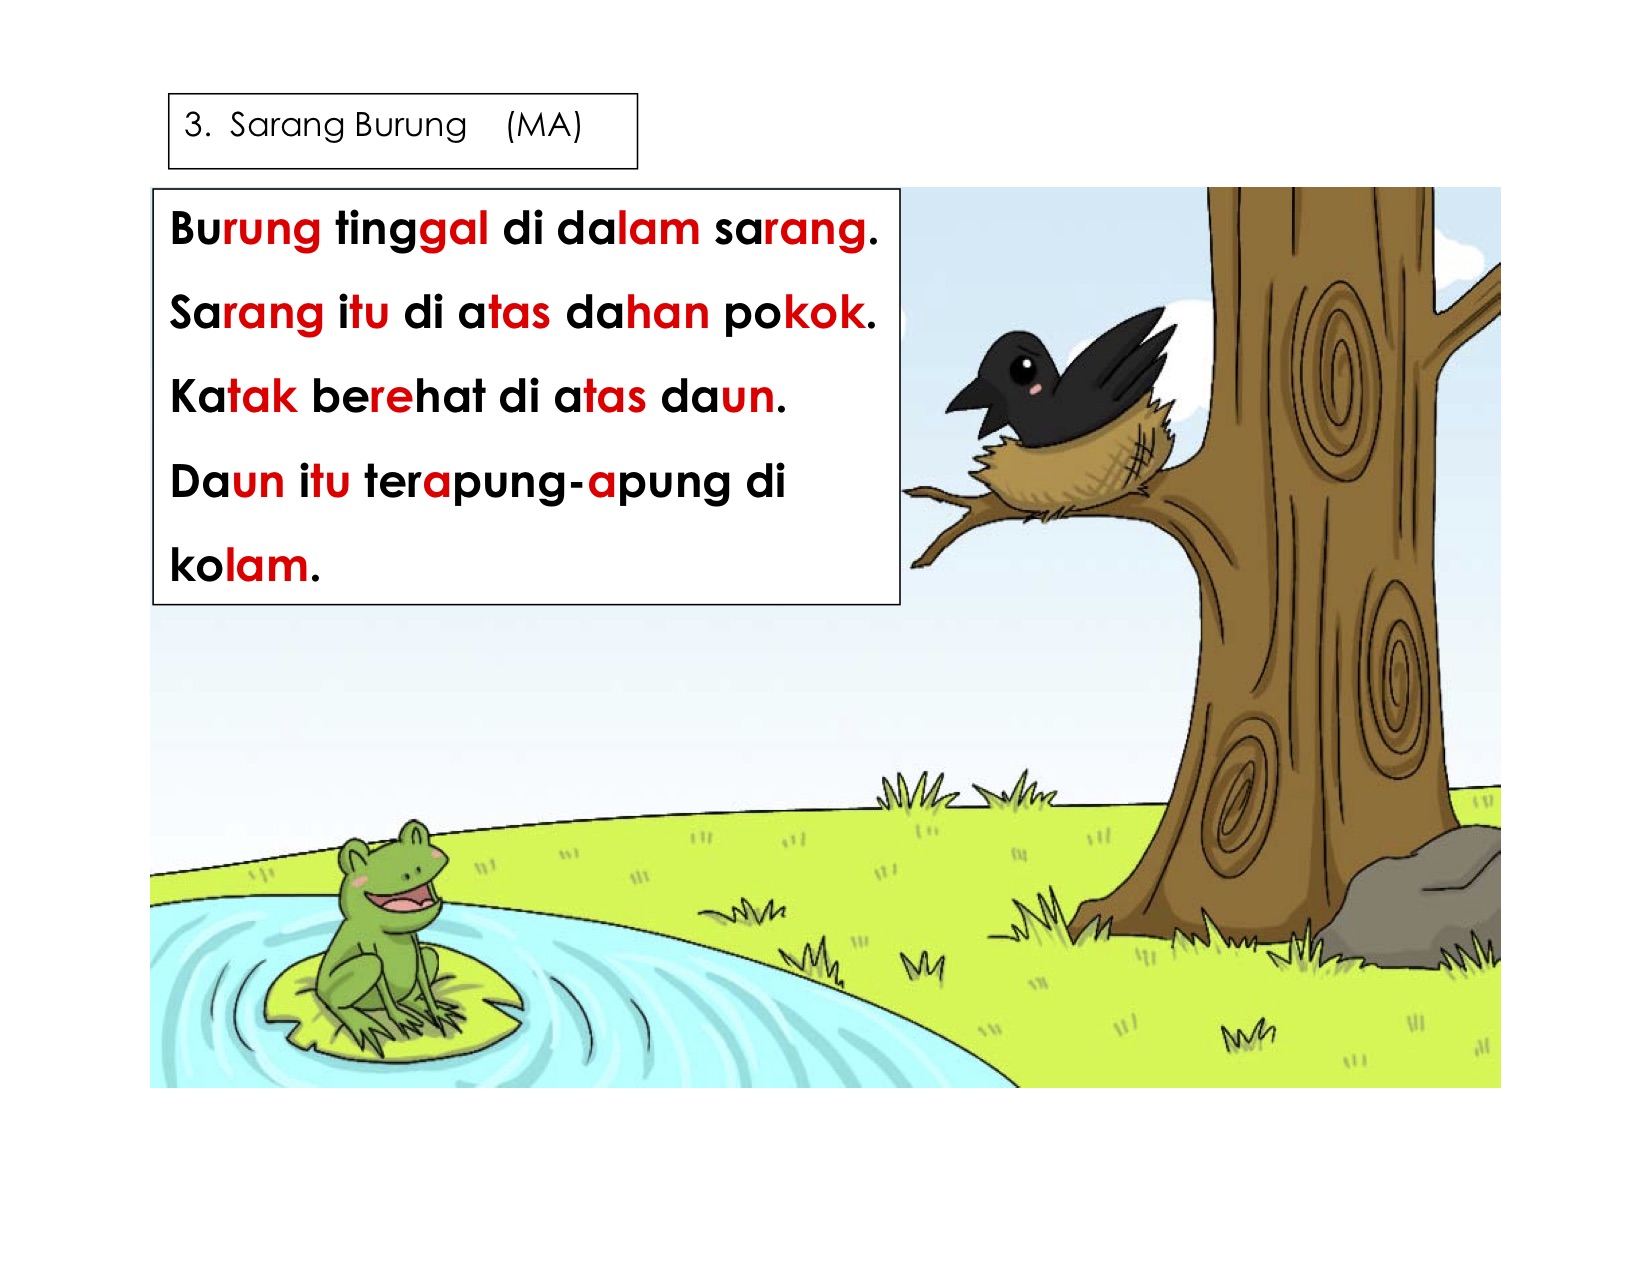 3. Sarang Burung (MA)
Burung tinggal di dalam sarang.
Sarang itu di atas dahan pokok.
Katak berehat di atas daun.
Daun itu terapung-apung di
kolam.